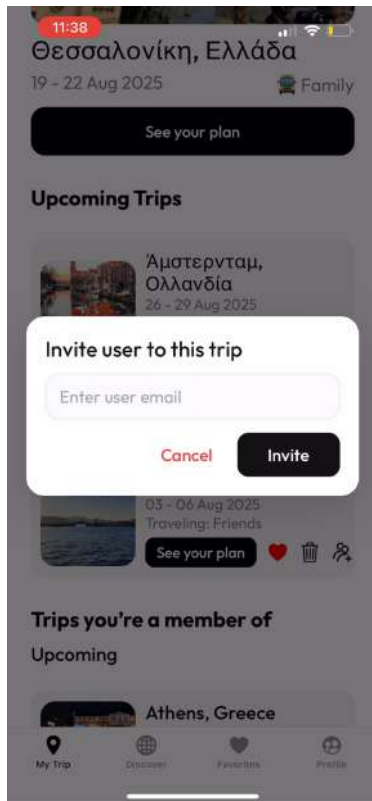 11:38
Θεσσαλονίκη, Ελλάδα
19 - 22 Aug 2025
Family
See your plan
Upcoming Trips
Άμστερνταμ,
Ολλανδία
26 - 29 Aug 2025
Invite user to this trip
Enter user email
Cancel
Invite
03 - 06 Aug 2025
Traveling: Friends
See your plan
Trips you're a member of
Upcoming
Athens, Greece
My Trip
Discover
Favorites
Profile